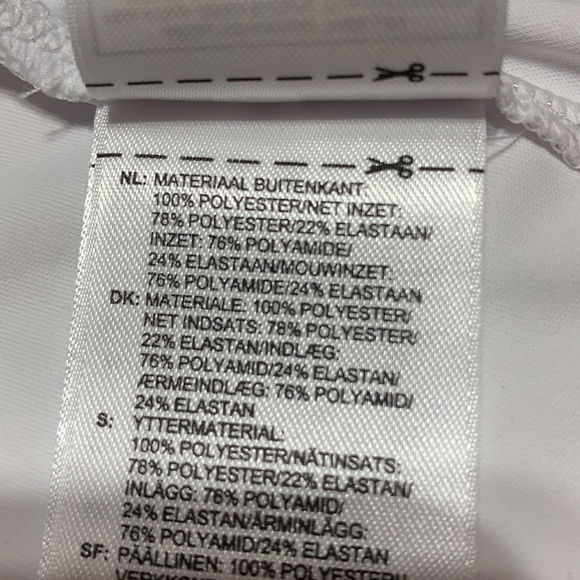 NL: MATERIAAL BUITENKANT:
100% POLYESTER/NET INZET:
78% POLYESTER/22% ELASTAAN/
INZET: 76% POLYAMIDE/
24% ELASTAAN/MOUWINZET:
76% POLYAMIDE/24% ELASTAAN
DK: MATERIALE: 100% POLYESTER/
NET INDSATS: 78% POLYESTER/
22% ELASTAN/INDLÆG:
76% POLYAMID/24% ELASTAN/
ÆRMEINDLÆG: 76% POLYAMID/
24% ELASTAN
S: YTTERMATERIAL:
100% POLYESTER/NÄTINSATS:
78% POLYESTER/22% ELASTAN/
INLÄGG: 76% POLYAMID/
24% ELASTAN/ÄRMINLÄGG:
76% POLYAMID/24% ELASTAN
SF: PÄÄLLINEN: 100% POLYESTER/